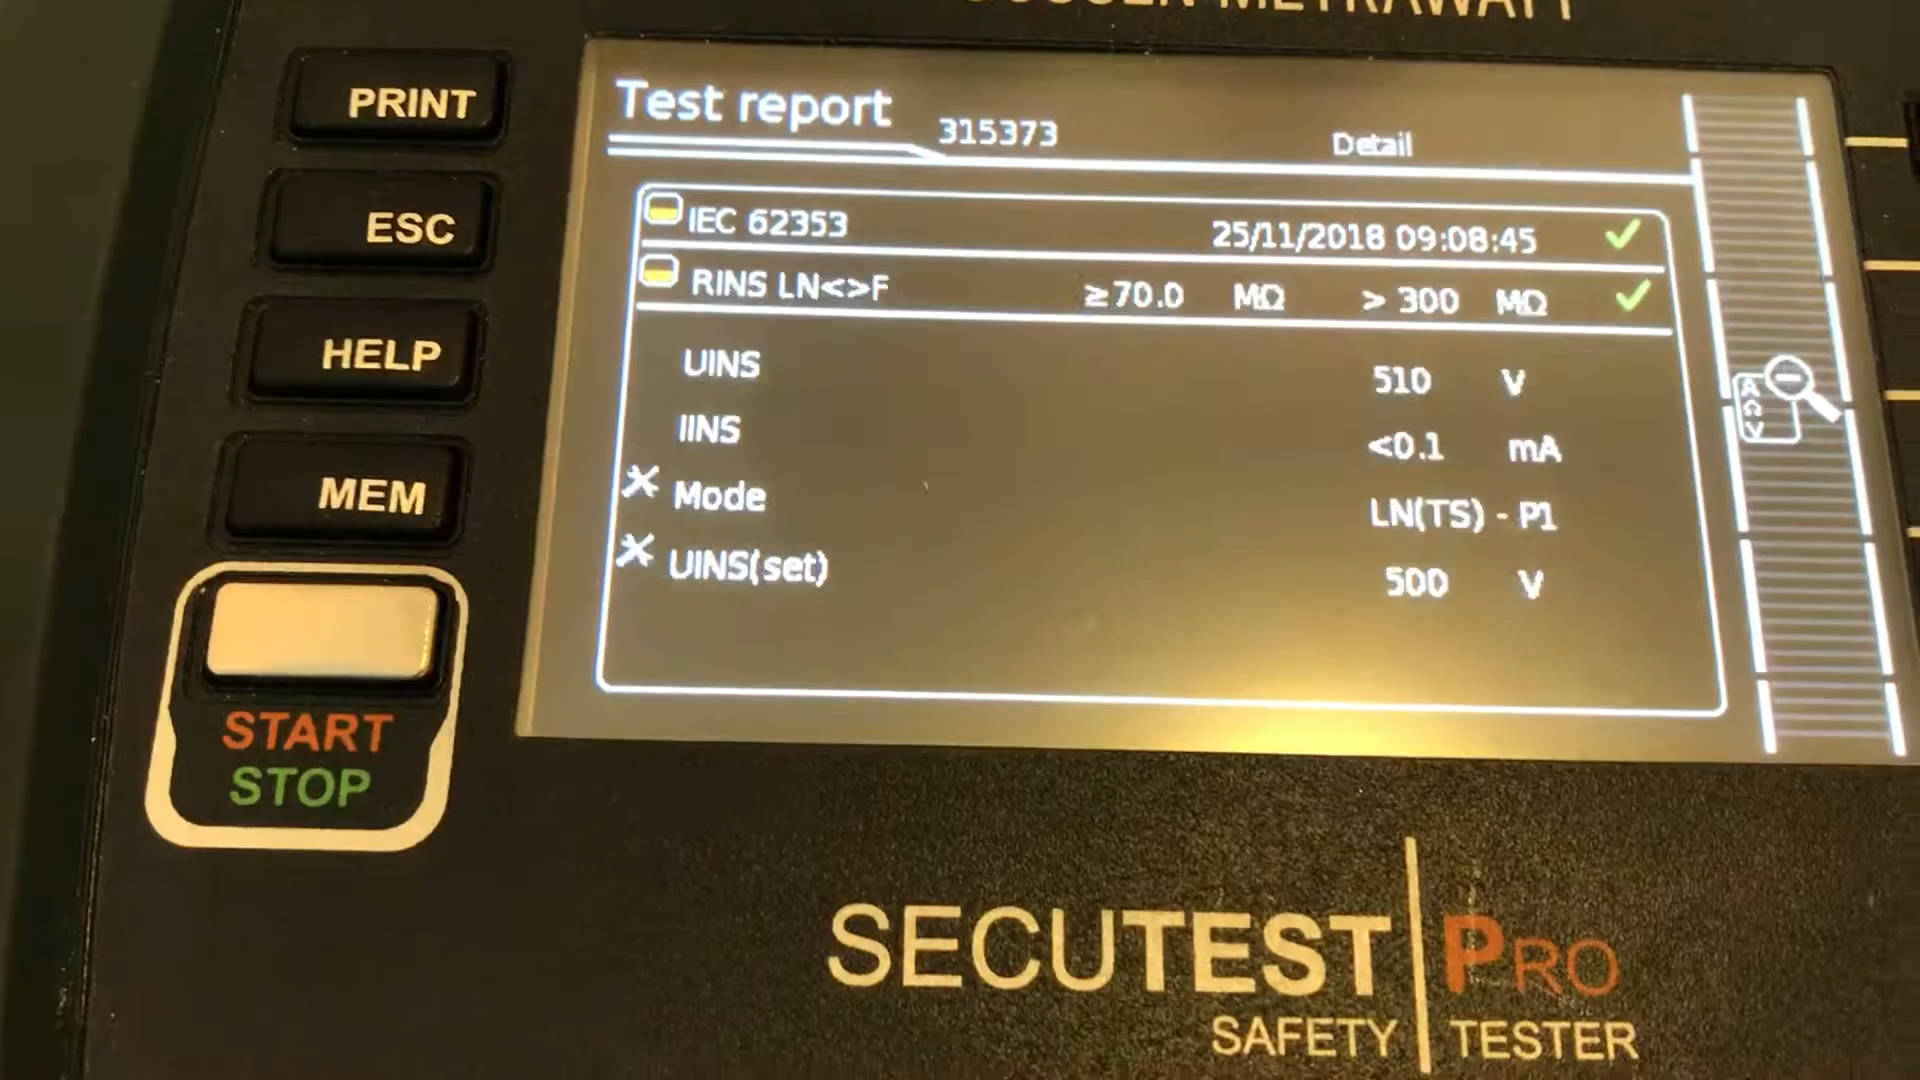 GOSSEN METRAWATT
PRINT
ESC
HELP
MEM
START
STOP
Test report 315373 Detail
IEC 62353 25/11/2018 09:08:45
RINS LN<>F ≥70.0 MΩ > 300 MΩ
UINS 510 V
IINS <0.1 mA
Mode LN(TS) - P1
UINS(set) 500 V
A
Ω
V
SECUTEST PRO
SAFETY TESTER